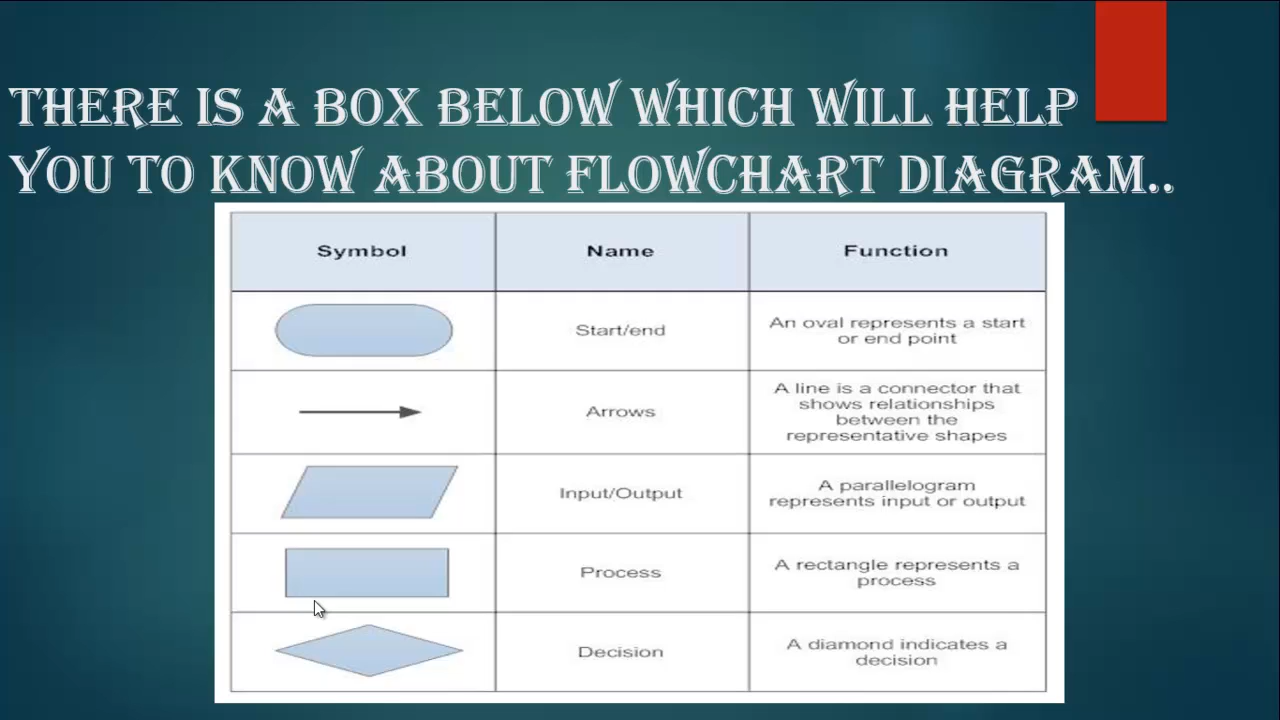 THERE IS A BOX BELOW WHICH WILL HELP
YOU TO KNOW ABOUT FLOWCHART DIAGRAM..
Symbol Name Function
Start/end
An oval represents a start
or end point
Arrows
A line is a connector that
shows relationships
between the
representative shapes
Input/Output
A parallelogram
represents input or output
Process
A rectangle represents a
process
Decision
A diamond indicates a
decision